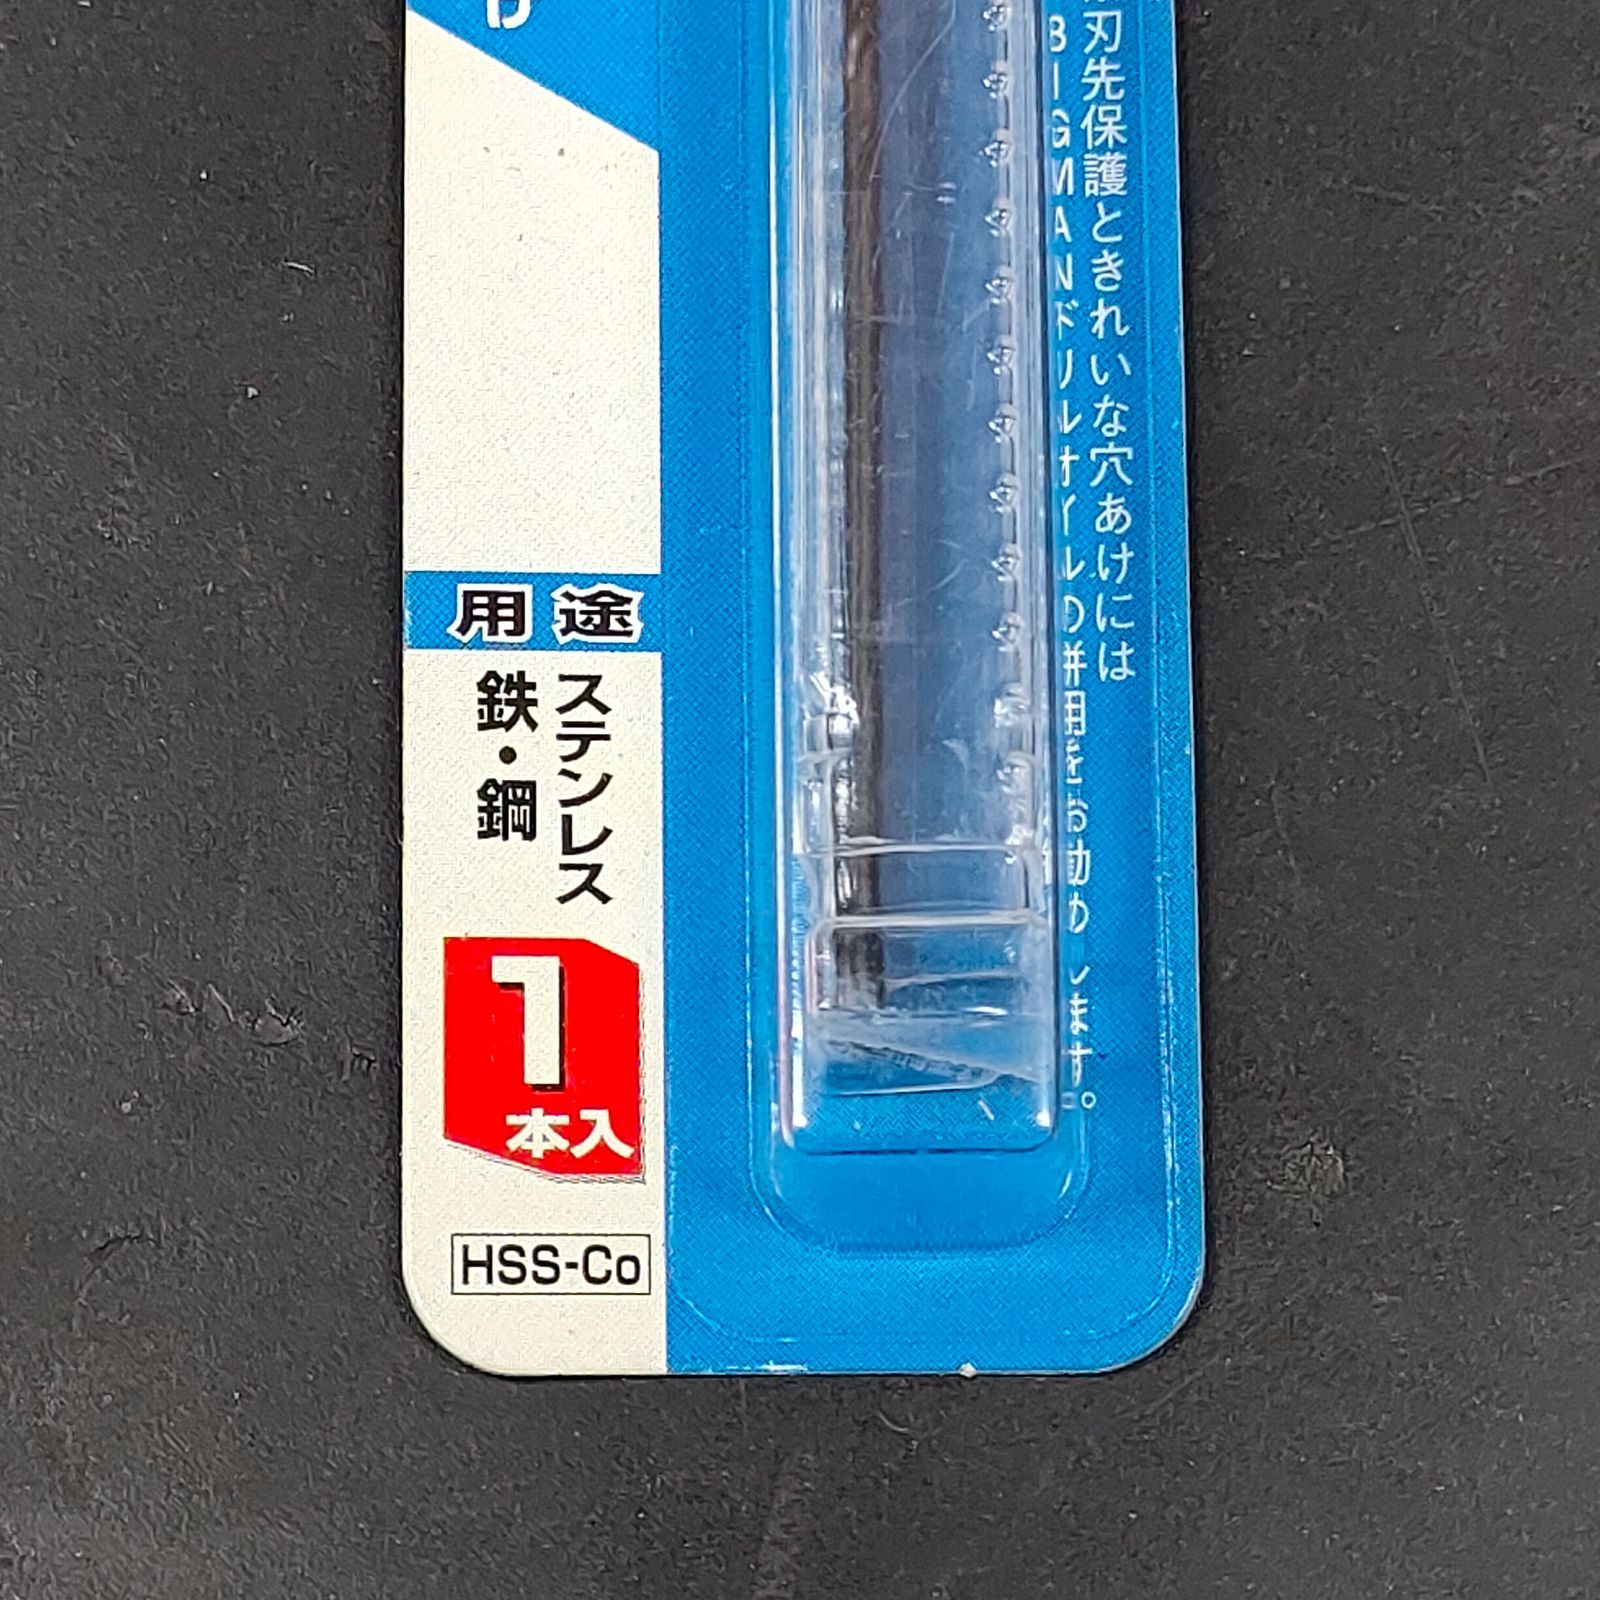 刃先保護ときれいな穴あけには
BIGMANドリルオイルの併用をお勧めします。
用途
ステンレス
鉄・鋼
1
本入
HSS-Co